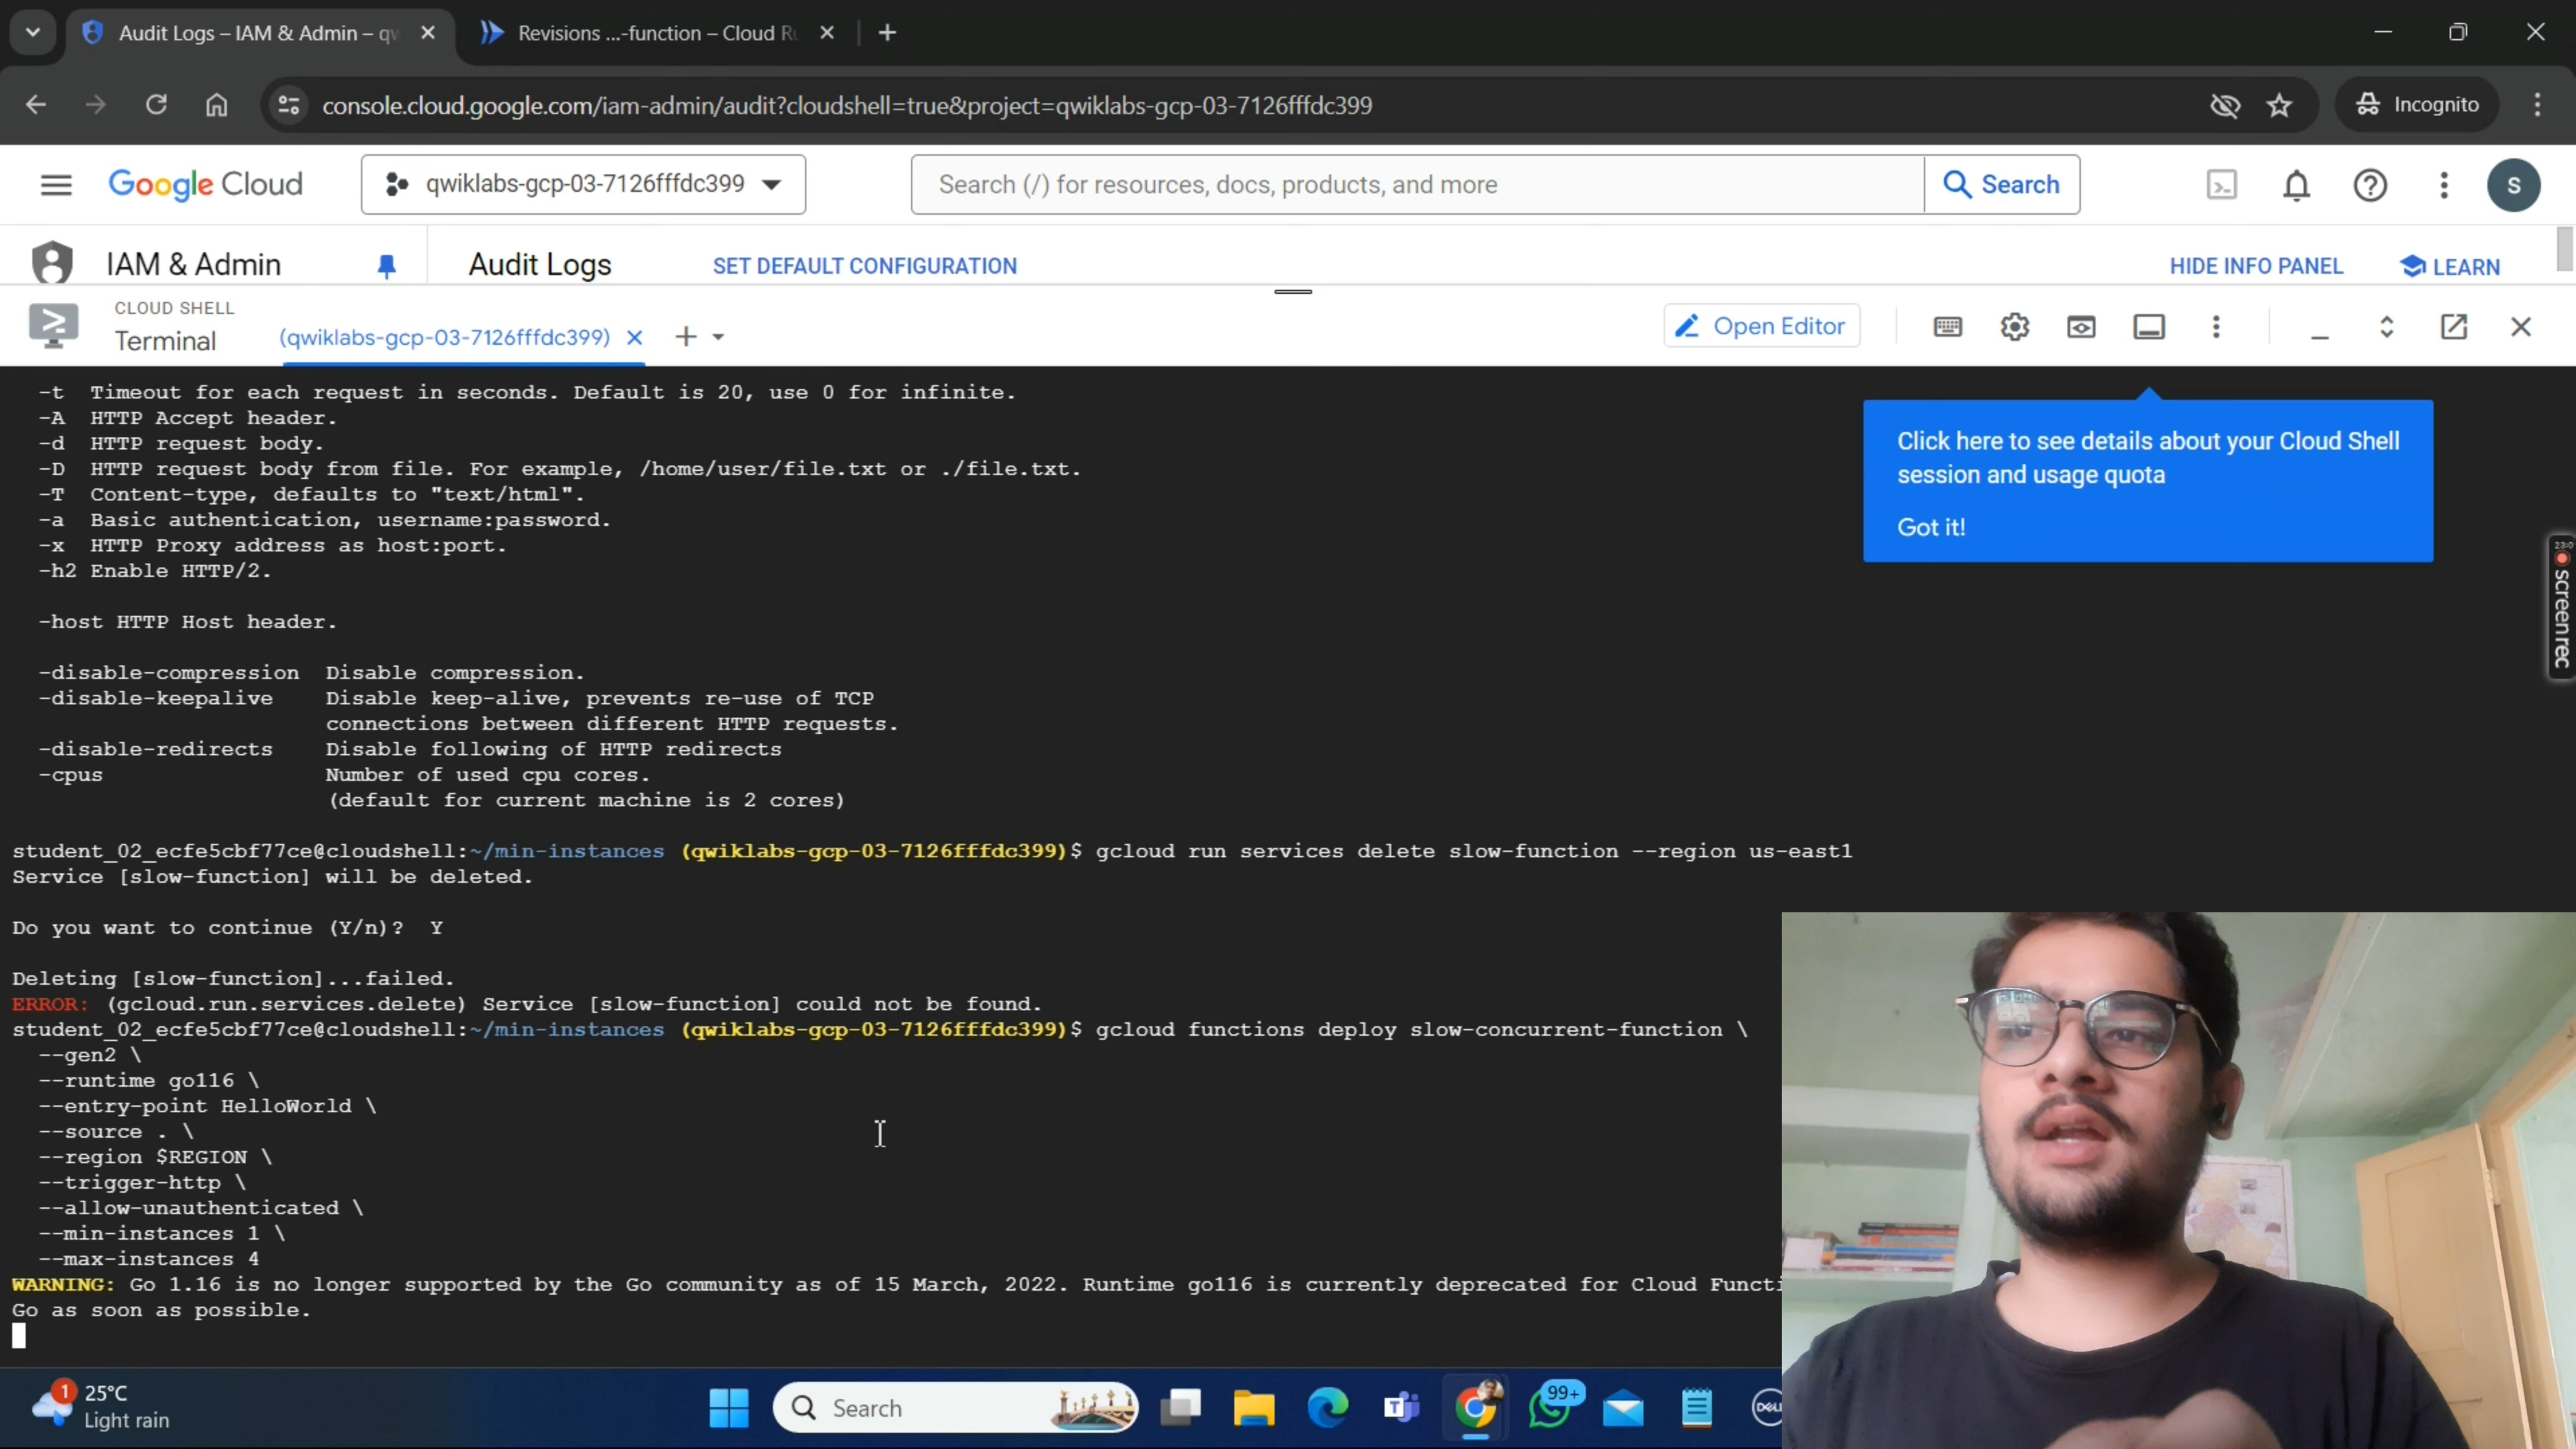 Audit Logs – IAM & Admin – qw
Revisions ...-function – Cloud Ru
console.cloud.google.com/iam-admin/audit?cloudshell=true&project=qwiklabs-gcp-03-7126fffdc399
Incognito
Google Cloud
qwiklabs-gcp-03-7126fffdc399
Search (/) for resources, docs, products, and more
Search
S
IAM & Admin
Audit Logs
SET DEFAULT CONFIGURATION
HIDE INFO PANEL
LEARN
CLOUD SHELL
Terminal
(qwiklabs-gcp-03-7126fffdc399)
Open Editor
-t Timeout for each request in seconds. Default is 20, use 0 for infinite.
-A HTTP Accept header.
-d HTTP request body.
-D HTTP request body from file. For example, /home/user/file.txt or ./file.txt.
-T Content-type, defaults to "text/html".
-a Basic authentication, username:password.
-x HTTP Proxy address as host:port.
-h2 Enable HTTP/2.
-host HTTP Host header.
-disable-compression Disable compression.
-disable-keepalive Disable keep-alive, prevents re-use of TCP
connections between different HTTP requests.
-disable-redirects Disable following of HTTP redirects
-cpus Number of used cpu cores.
(default for current machine is 2 cores)
Click here to see details about your Cloud Shell
session and usage quota
Got it!
23:0
screenrec
student_02_ecfe5cbf77ce@cloudshell:~/min-instances (qwiklabs-gcp-03-7126fffdc399)$ gcloud run services delete slow-function --region us-east1
Service [slow-function] will be deleted.
Do you want to continue (Y/n)? Y
Deleting [slow-function]...failed.
ERROR: (gcloud.run.services.delete) Service [slow-function] could not be found.
student_02_ecfe5cbf77ce@cloudshell:~/min-instances (qwiklabs-gcp-03-7126fffdc399)$ gcloud functions deploy slow-concurrent-function \
--gen2 \
--runtime go116 \
--entry-point HelloWorld \
--source . \
--region $REGION \
--trigger-http \
--allow-unauthenticated \
--min-instances 1 \
--max-instances 4
WARNING: Go 1.16 is no longer supported by the Go community as of 15 March, 2022. Runtime go116 is currently deprecated for Cloud Functi
Go as soon as possible.
1
25°C
Light rain
Search
T
99+
DELL